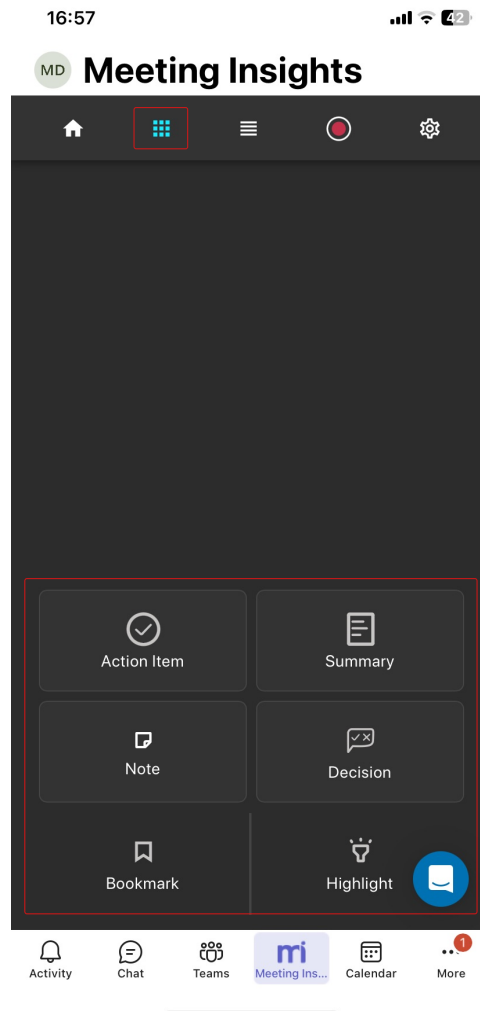 16:57
42
MD Meeting Insights
Action Item
Summary
Note
Decision
Bookmark
Highlight
mi
1
Activity
Chat
Teams
Meeting Ins...
Calendar
More